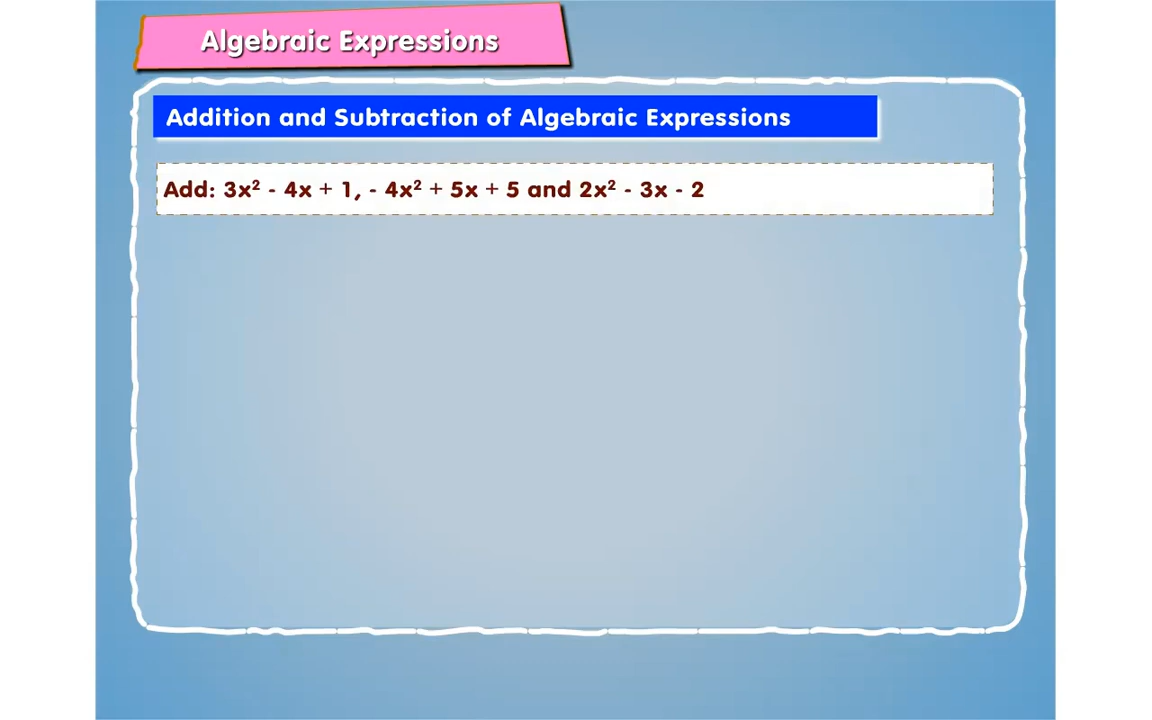 Algebraic Expressions
Addition and Subtraction of Algebraic Expressions
Add: 3x² - 4x + 1, - 4x² + 5x + 5 and 2x² - 3x - 2